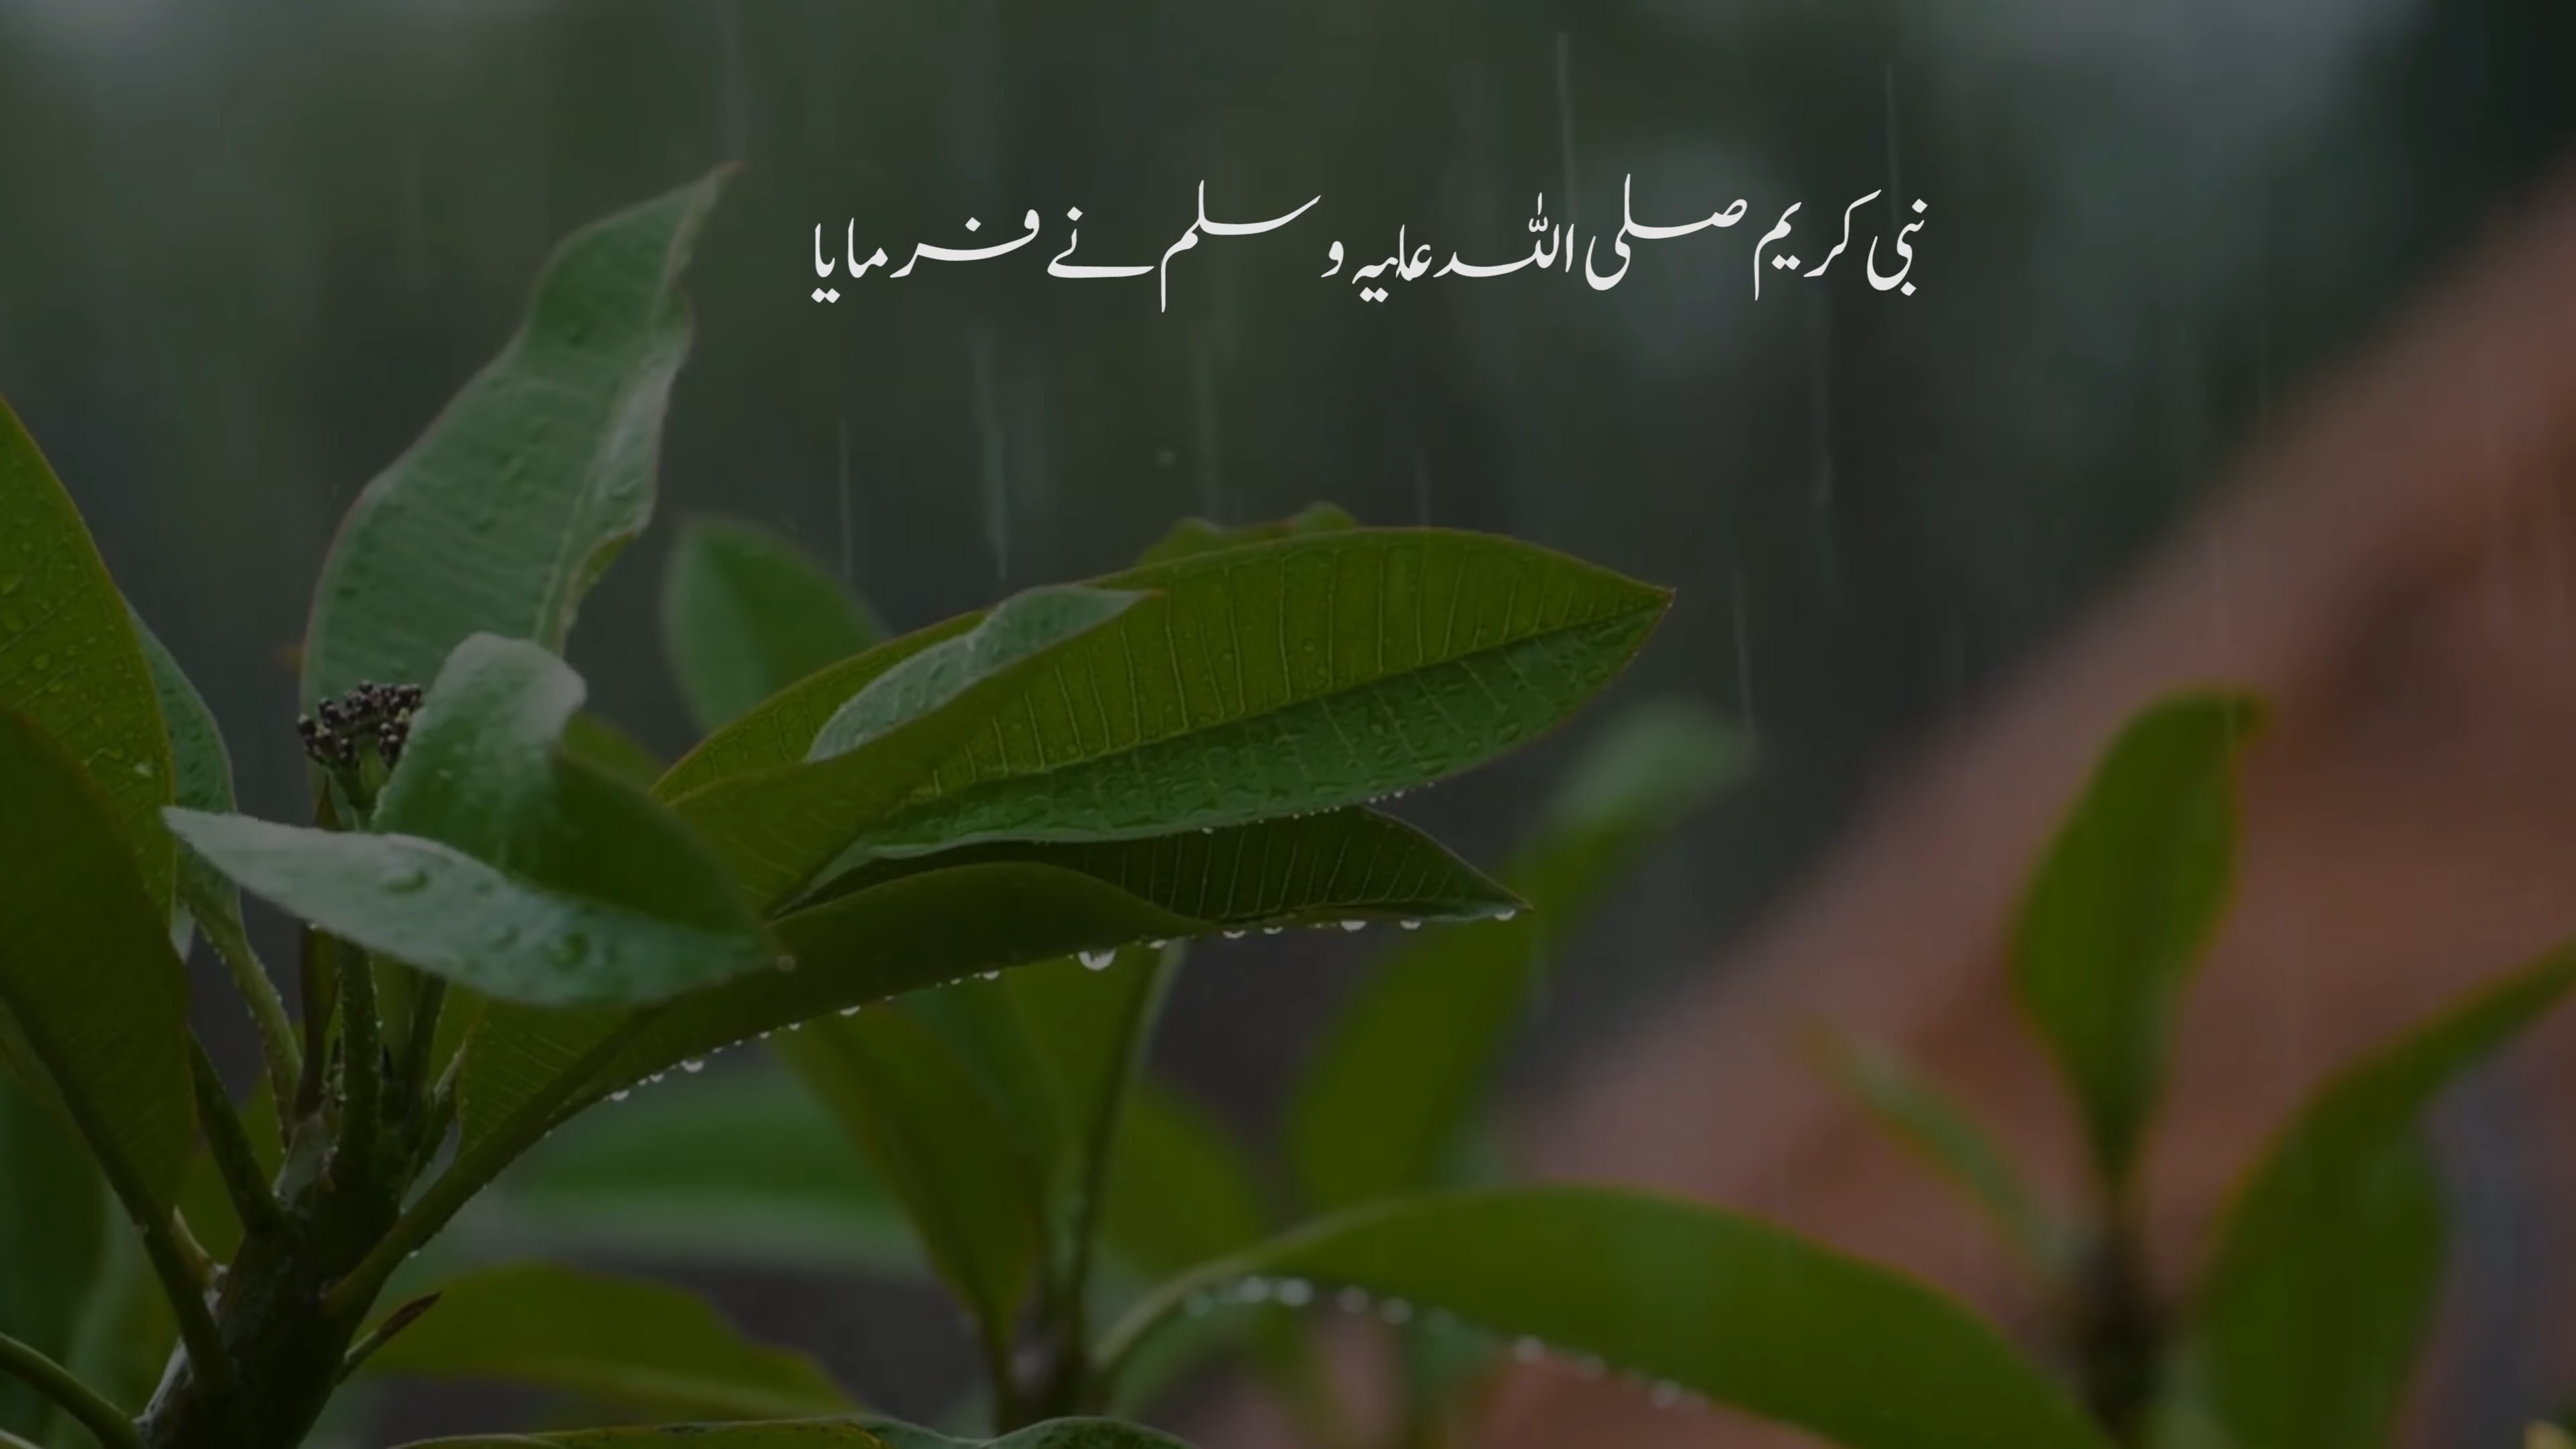 نبی کریم صلی اللہ علیہ وسلم نے فرمایا